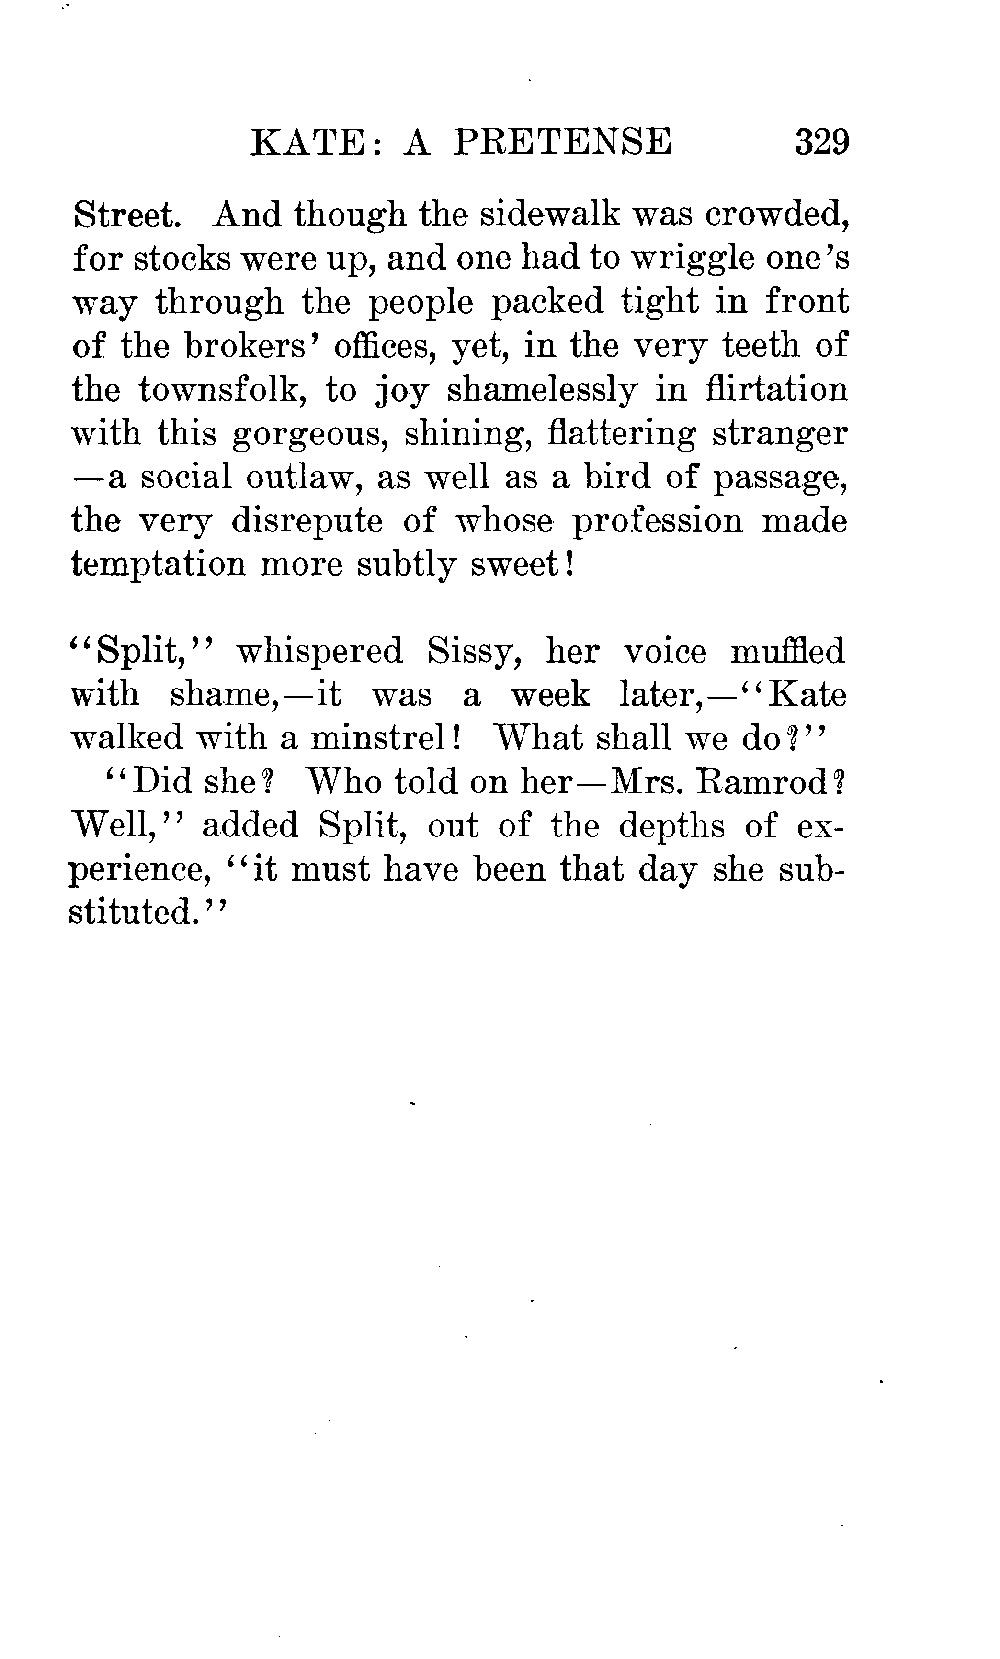 KATE: A PRETENSE 329
Street. And though the sidewalk was crowded,
for stocks were up, and one had to wriggle one's
way through the people packed tight in front
of the brokers' offices, yet, in the very teeth of
the townsfolk, to joy shamelessly in flirtation
with this gorgeous, shining, flattering stranger
—a social outlaw, as well as a bird of passage,
the very disrepute of whose profession made
temptation more subtly sweet!
"Split," whispered Sissy, her voice muffled
with shame,—it was a week later,—"Kate
walked with a minstrel! What shall we do?"
"Did she? Who told on her—Mrs. Ramrod?
Well," added Split, out of the depths of ex-
perience, "it must have been that day she sub-
stituted."